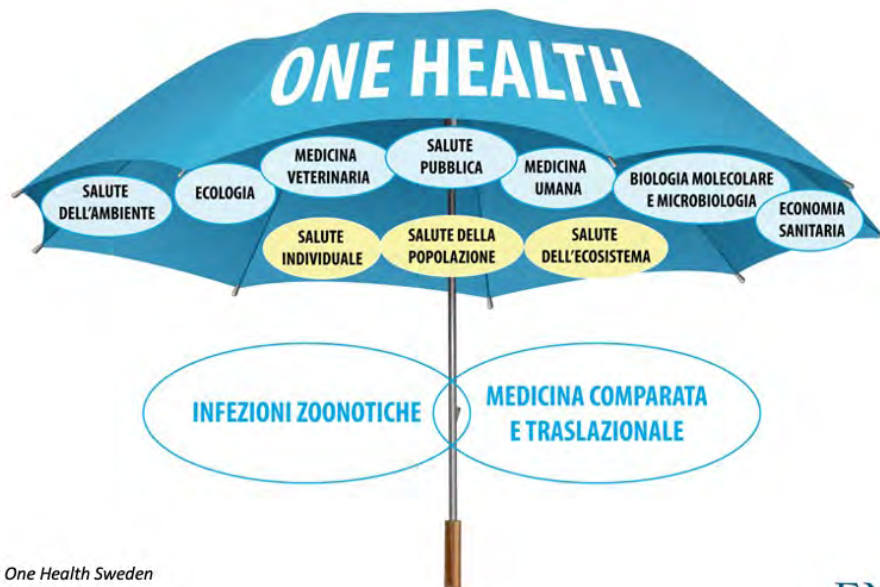 ONE HEALTH
SALUTE
DELL'AMBIENTE
ECOLOGIA
MEDICINA
VETERINARIA
SALUTE
PUBBLICA
MEDICINA
UMANA
BIOLOGIA MOLECOLARE
E MICROBIOLOGIA
ECONOMIA
SANITARIA
SALUTE
INDIVIDUALE
SALUTE DELLA
POPOLAZIONE
SALUTE
DELL'ECOSISTEMA
INFEZIONI ZOONOTICHE
MEDICINA COMPARATA
E TRASLAZIONALE
One Health Sweden